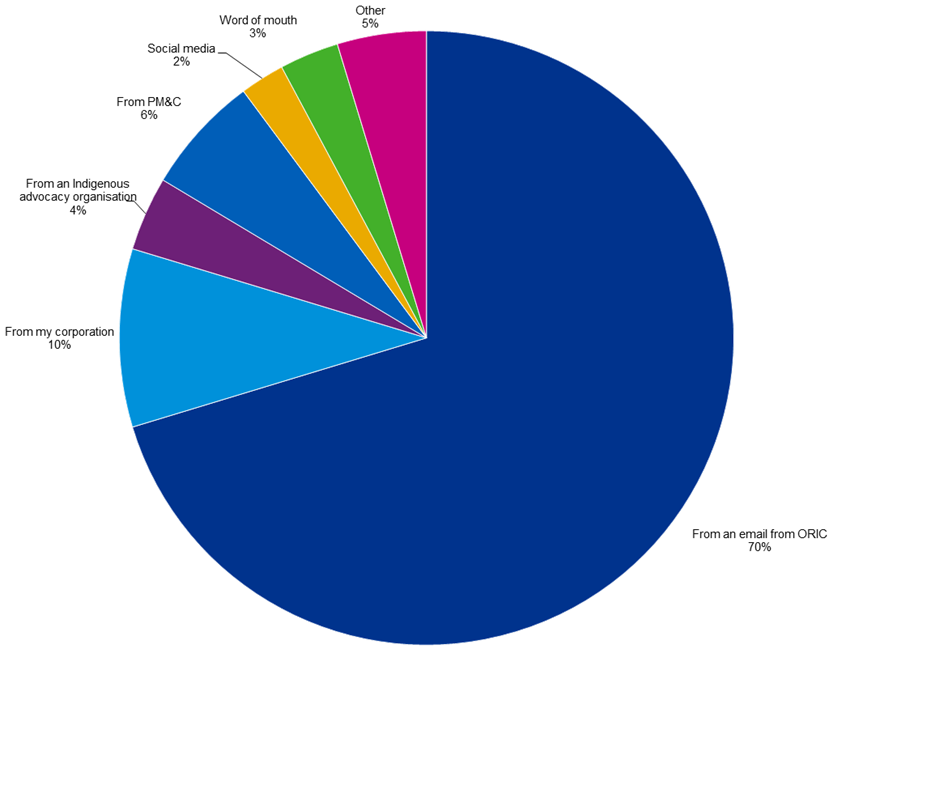 Other
5%
Word of mouth
3%
Social media
2%
From PM&C
6%
From an Indigenous
advocacy organisation
4%
From my corporation
10%
From an email from ORIC
70%